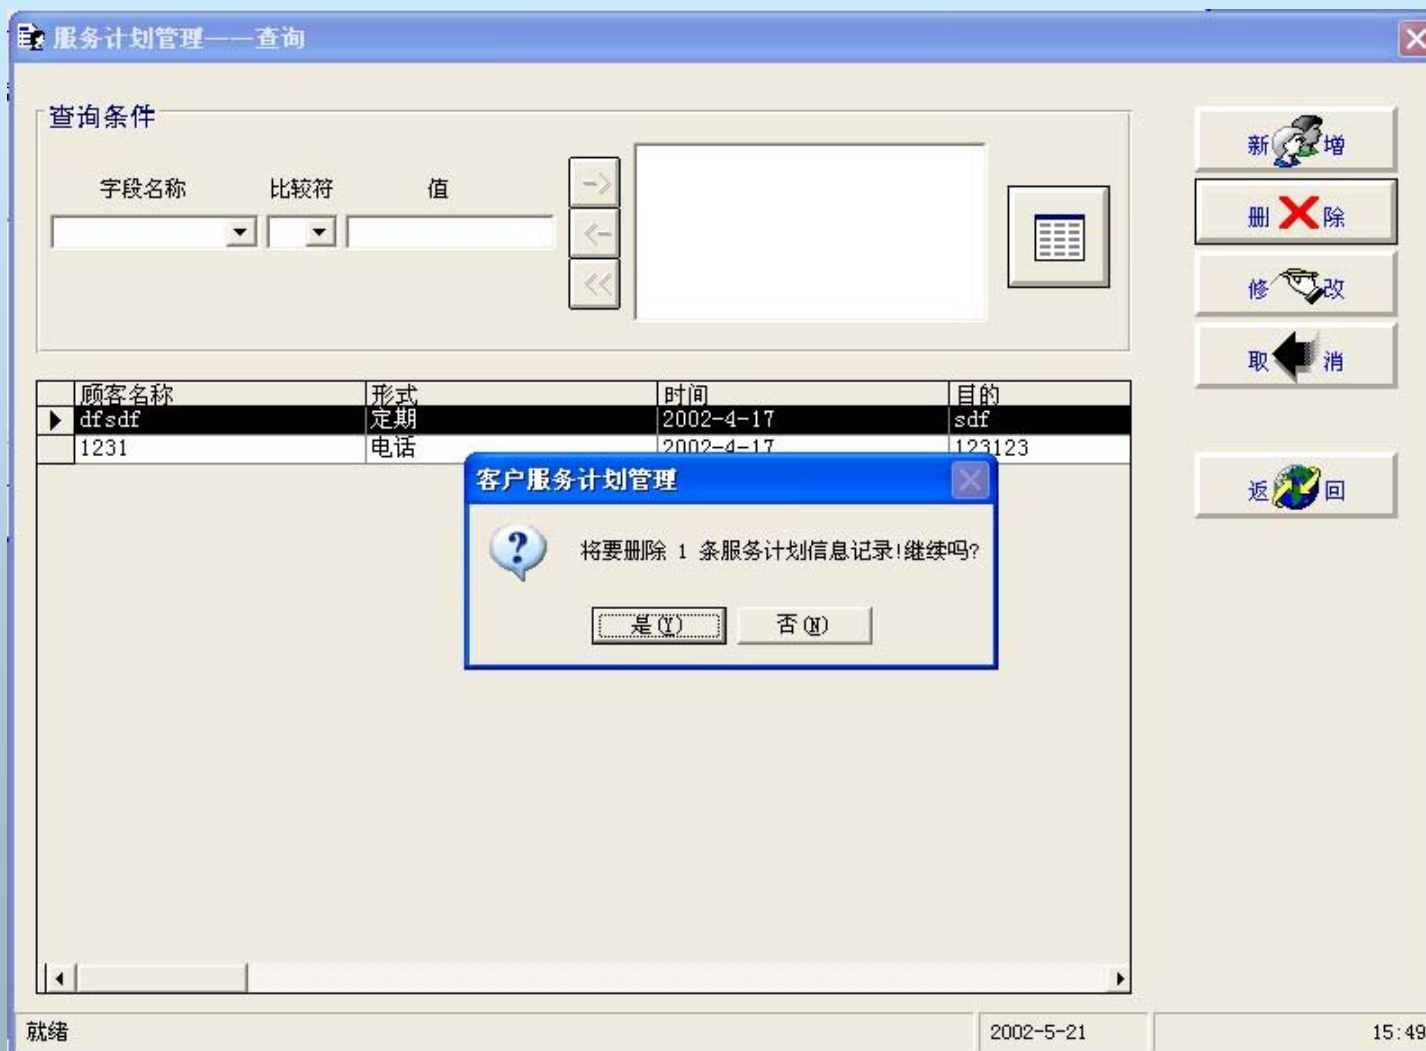 服务计划管理——查询
查询条件
字段名称 比较符 值
->
<-
<<
新增
删除
修改
取消
返回
顾客名称 形式 时间 目的
dfsdf 定期 2002-4-17 sdf
1231 电话 2002-4-17 123123
客户服务计划管理
将要删除 1 条服务计划信息记录!继续吗?
是(Y) 否(N)
就绪 2002-5-21 15:49